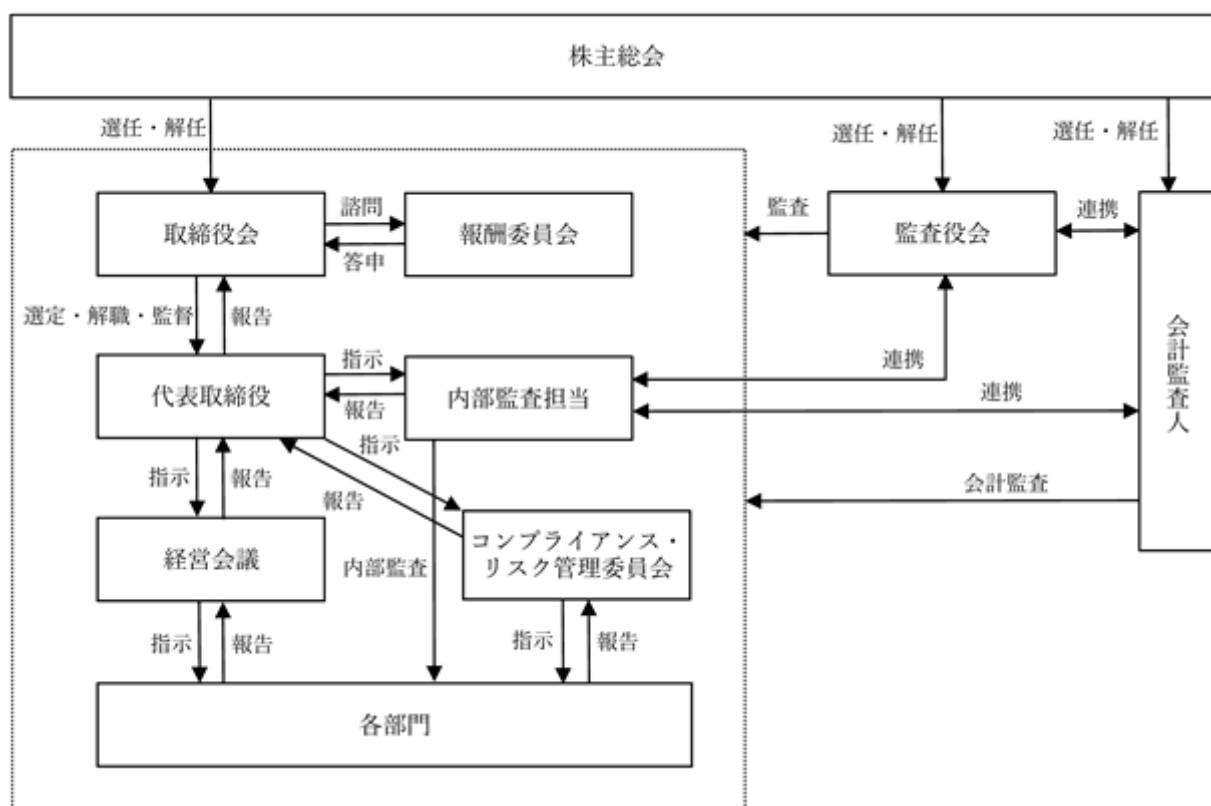 株主総会
選任・解任
選任・解任
選任・解任
取締役会
諮問
答申
報酬委員会
監査
監査役会
連携
会計監査人
選定・解職・監督
報告
代表取締役
指示
報告
内部監査担当
連携
連携
指示
報告
指示
報告
会計監査
経営会議
内部監査
コンプライアンス・
リスク管理委員会
指示
報告
指示
報告
各部門